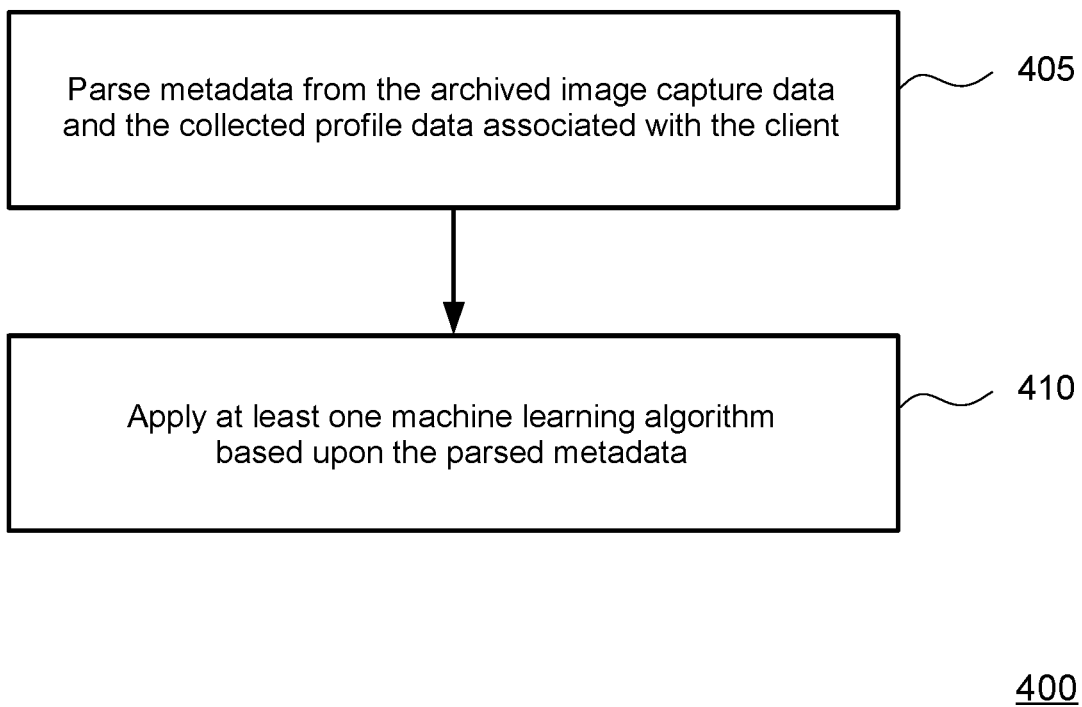 Parse metadata from the archived image capture data
and the collected profile data associated with the client
405
Apply at least one machine learning algorithm
based upon the parsed metadata
410
400